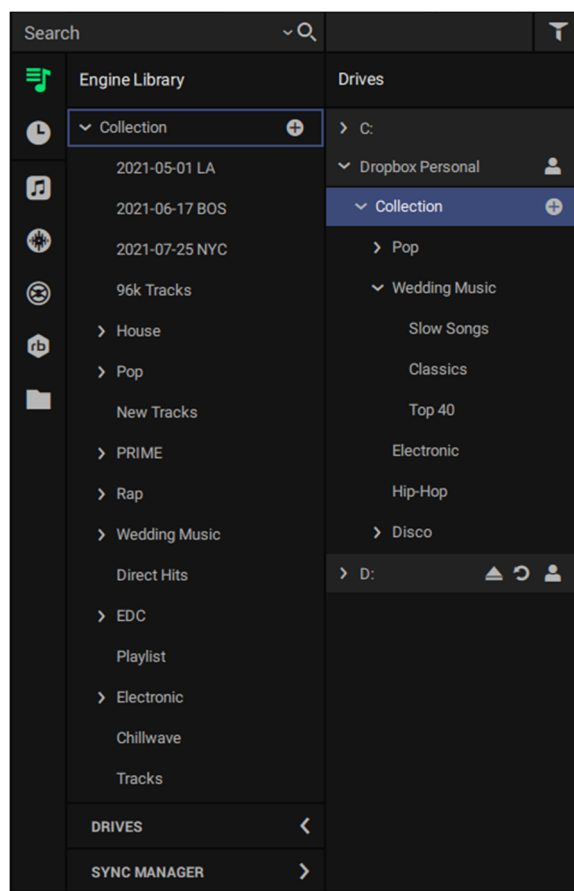 Search
Engine Library
Collection
2021-05-01 LA
2021-06-17 BOS
2021-07-25 NYC
96k Tracks
House
Pop
New Tracks
PRIME
Rap
Wedding Music
Direct Hits
EDC
Playlist
Electronic
Chillwave
Tracks
DRIVES
SYNC MANAGER
rb
Drives
C:
Dropbox Personal
Collection
Pop
Wedding Music
Slow Songs
Classics
Top 40
Electronic
Hip-Hop
Disco
D: